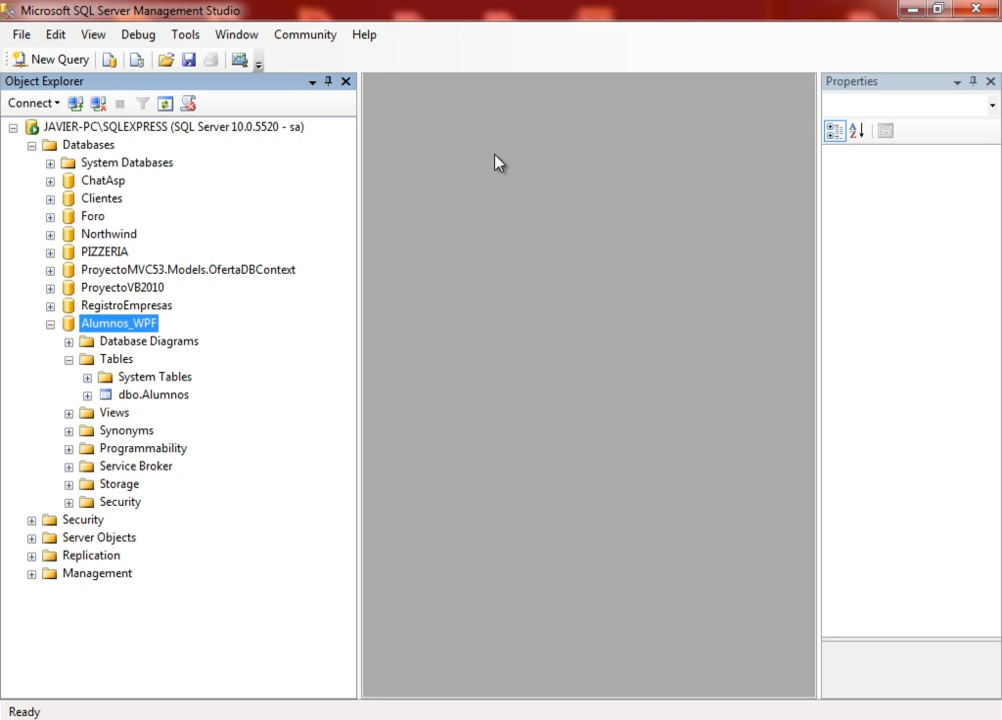 Microsoft SQL Server Management Studio
File Edit View Debug Tools Window Community Help
New Query
Object Explorer
Properties
Connect
JAVIER-PC\SQLEXPRESS (SQL Server 10.0.5520 - sa)
Databases
System Databases
ChatAsp
Clientes
Foro
Northwind
PIZZERIA
ProyectoMVC53.Models.OfertaDBContext
ProyectoVB2010
RegistroEmpresas
Alumnos_WPF
Database Diagrams
Tables
System Tables
dbo.Alumnos
Views
Synonyms
Programmability
Service Broker
Storage
Security
Security
Server Objects
Replication
Management
Ready